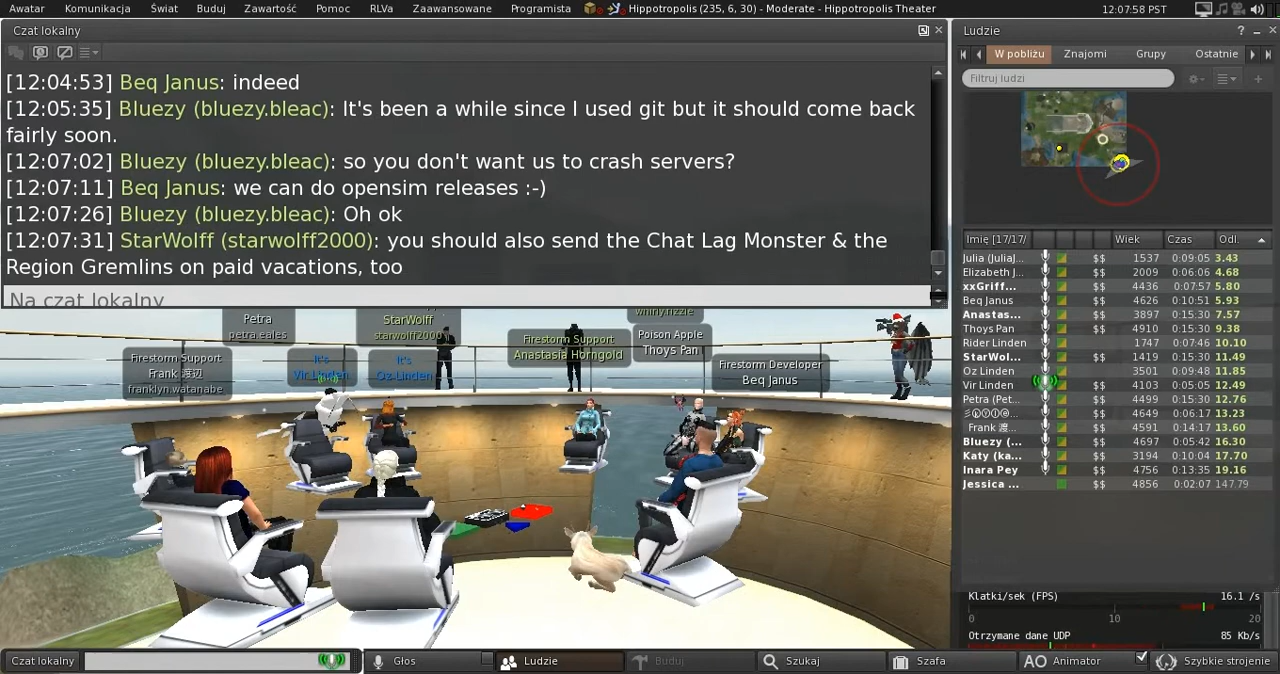 Awatar Komunikacja Świat Buduj Zawartość Pomoc RLVa Zaawansowane Programista Hippotropolis (235, 6, 30) - Moderate - Hippotropolis Theater 12:07:58 PST
Czat lokalny
[12:04:53] Beq Janus: indeed
[12:05:35] Bluezy (bluezy.bleac): It's been a while since I used git but it should come back
fairly soon.
[12:07:02] Bluezy (bluezy.bleac): so you don't want us to crash servers?
[12:07:11] Beq Janus: we can do opensim releases :-)
[12:07:26] Bluezy (bluezy.bleac): Oh ok
[12:07:31] StarWolff (starwolff2000): you should also send the Chat Lag Monster & the
Region Gremlins on paid vacations, too
Na czat lokalny
Petra
petra eales
StarWolff
starwolff2000
whirly.fizzle
Firestorm Support
Frank 渡辺
franklyn.watanabe
It's
Vir Linden
It's
Oz Linden
Firestorm Support
Anastasia Horngold
Poison Apple
Thoys Pan
Firestorm Developer
Beq Janus
Ludzie
W pobliżu Znajomi Grupy Ostatnie
Filtruj ludzi
Imię [17/17/ Wiek Czas Odl.
Julia (JuliaJ... $$ 1537 0:09:05 3.43
Elizabeth J... $$ 2009 0:06:06 4.68
xxGriff... $$ 4436 0:07:57 5.80
Beq Janus $$ 4626 0:10:51 5.93
Anastas... $$ 3897 0:15:30 7.57
Thoys Pan $$ 4910 0:15:30 9.38
Rider Linden 1747 0:07:46 10.10
StarWol... $$ 1419 0:15:30 11.49
Oz Linden 3501 0:09:48 11.85
Vir Linden $$ 4103 0:05:05 12.49
Petra (Pet... $$ 4499 0:15:30 12.76
$$ 4649 0:06:17 13.23
Frank 渡... $$ 4591 0:14:17 13.60
Bluezy (... $$ 4697 0:05:42 16.30
Katy (ka... $$ 3194 0:10:04 17.70
Inara Pey $$ 4756 0:13:35 19.16
Jessica ... $$ 4856 0:02:07 147.79
Klatki/sek (FPS) 16.1 /s
0 10 20
Otrzymane dane UDP 85 Kb/s
Czat lokalny Głos Ludzie Buduj Szukaj Szafa AO Animator Szybkie strojenie